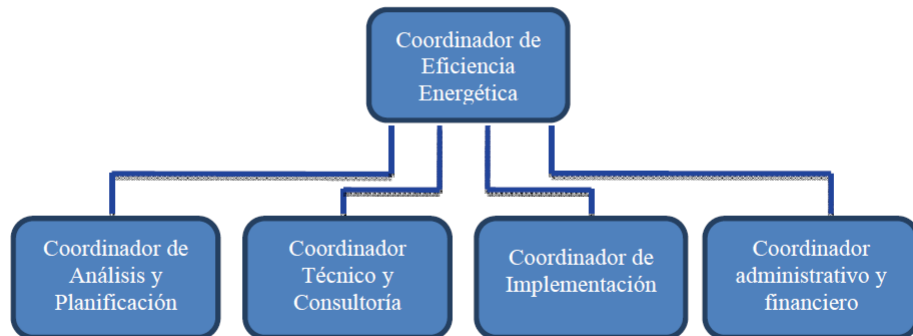 Coordinador de
Eficiencia
Energética
Coordinador de
Análisis y
Planificación
Coordinador
Técnico y
Consultoría
Coordinador de
Implementación
Coordinador
administrativo y
financiero